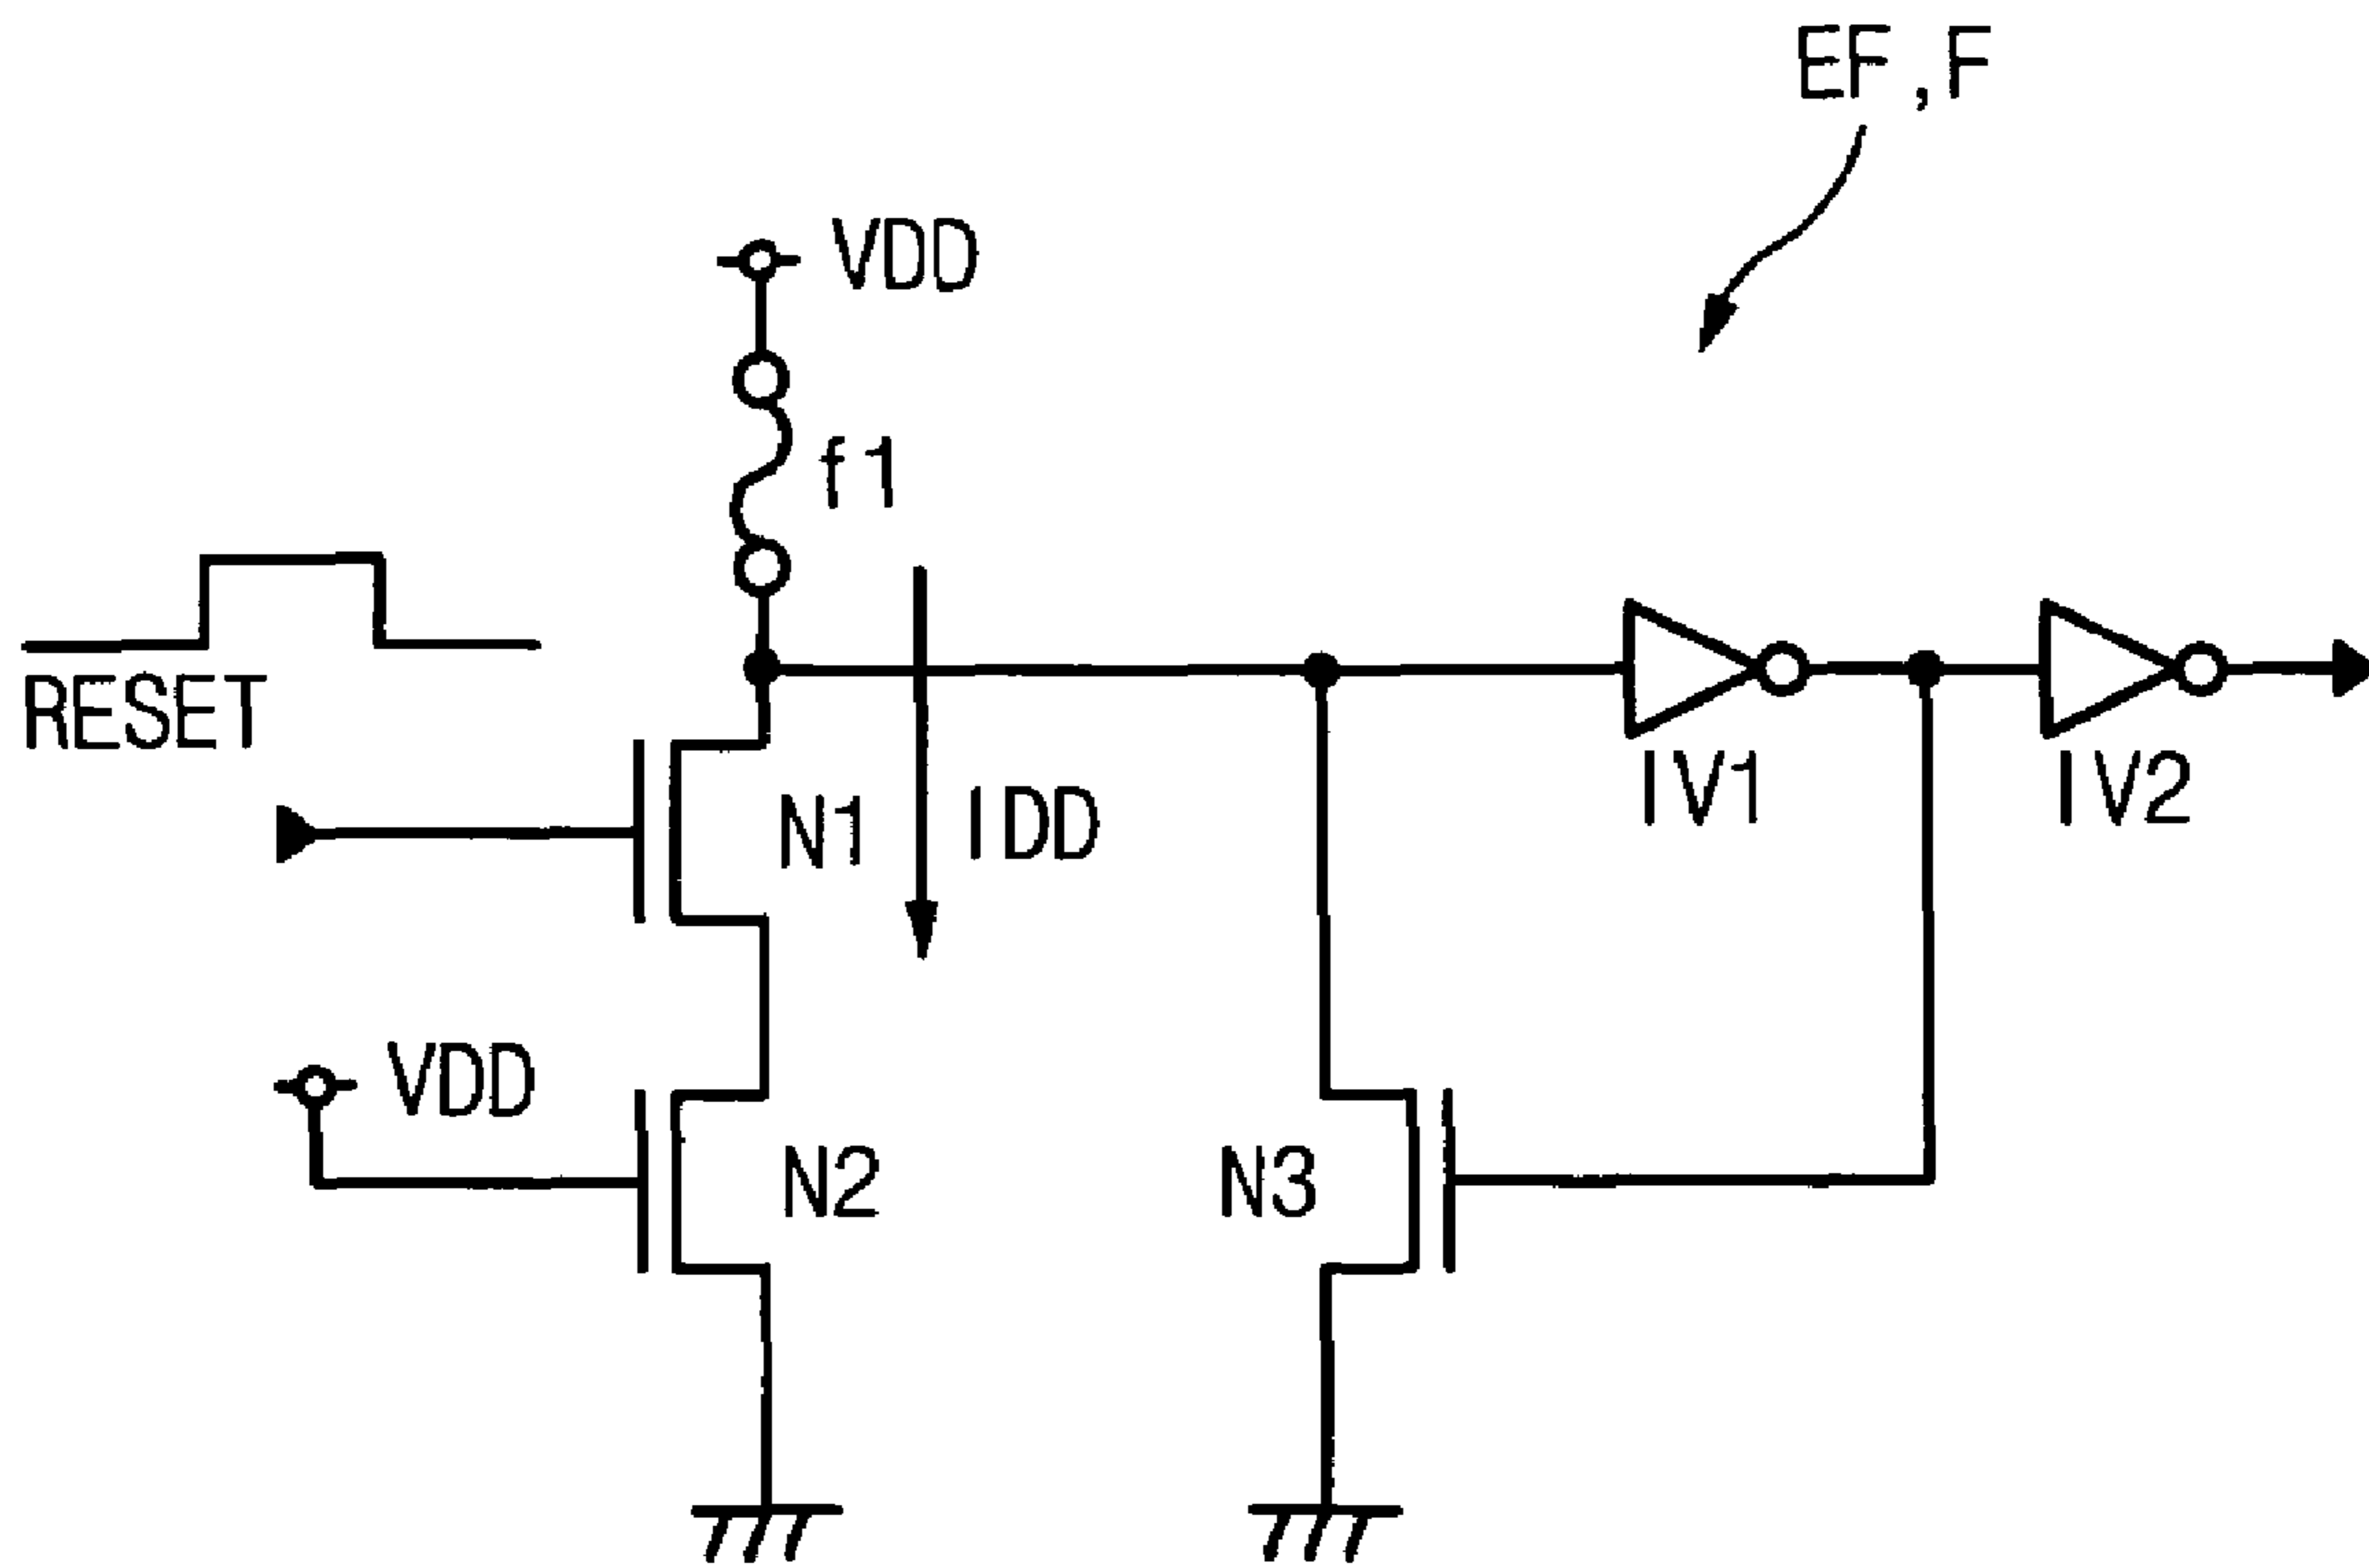 EF,F
VDD
f1
RESET
IV1
IV2
N1
IDD
VDD
N2
N3